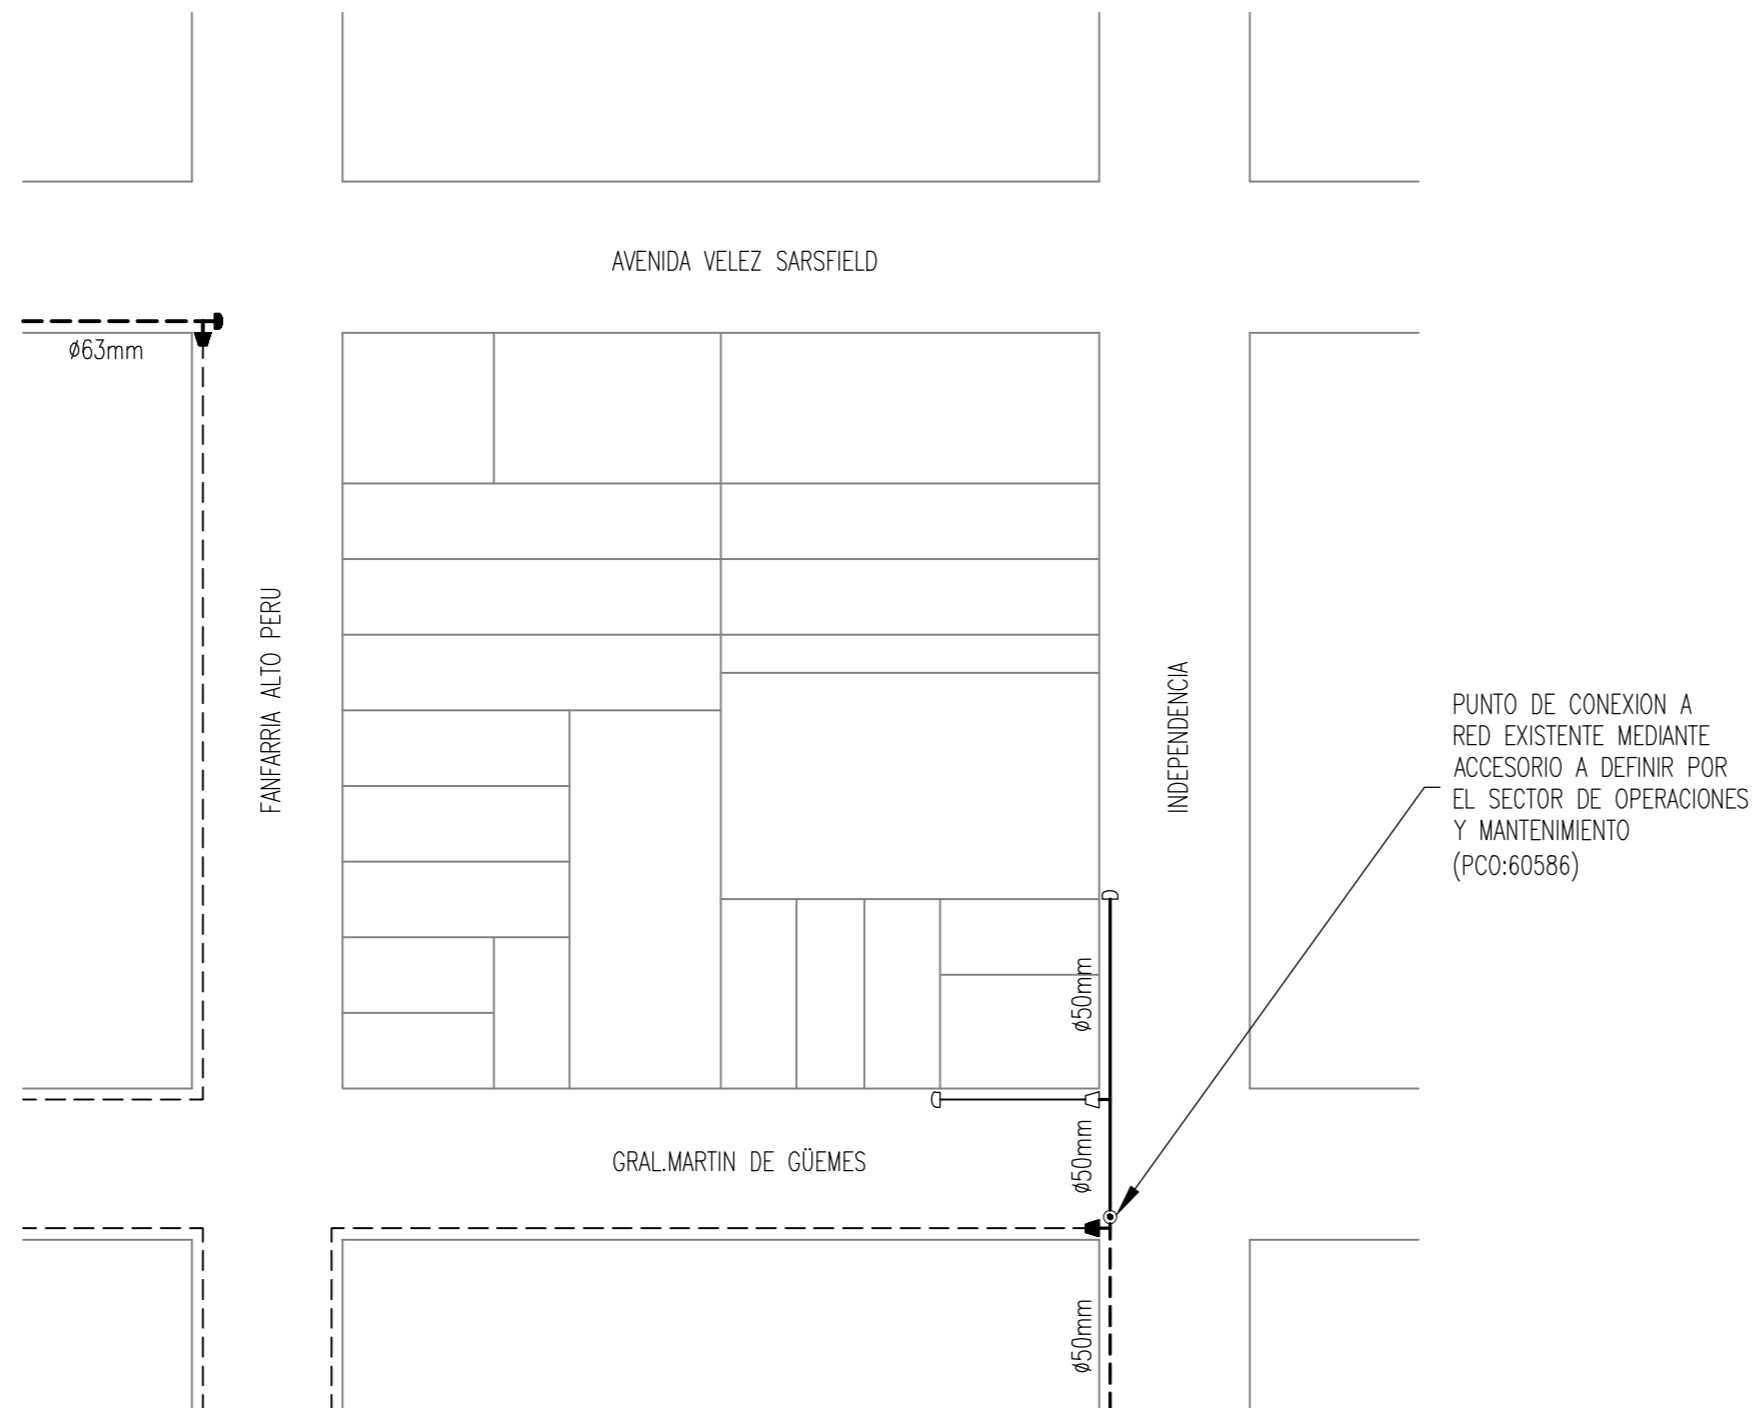 AVENIDA VELEZ SARSFIELD
Ø63mm
FANFARRIA ALTO PERU
INDEPENDENCIA
PUNTO DE CONEXION A
RED EXISTENTE MEDIANTE
ACCESORIO A DEFINIR POR
EL SECTOR DE OPERACIONES
Y MANTENIMIENTO
(PCO:60586)
Ø50mm
Ø50mm
GRAL.MARTIN DE GÜEMES
Ø50mm